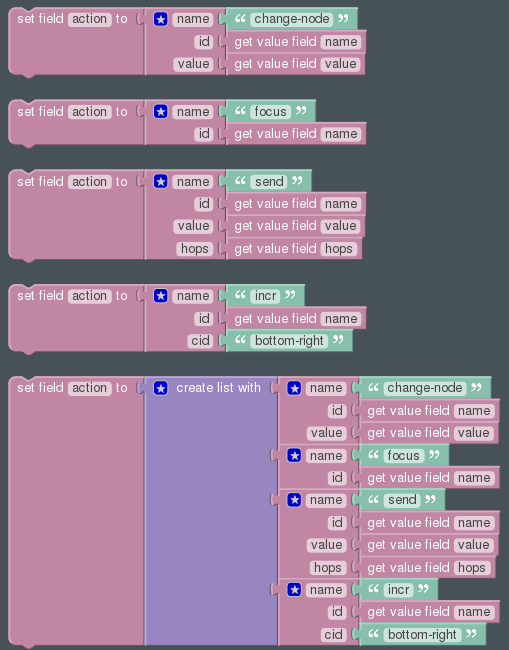 set field action to name “ change-node ”
id get value field name
value get value field value
set field action to name “ focus ”
id get value field name
set field action to name “ send ”
id get value field name
value get value field value
hops get value field hops
set field action to name “ incr ”
id get value field name
cid “ bottom-right ”
set field action to create list with name “ change-node ”
id get value field name
value get value field value
name “ focus ”
id get value field name
name “ send ”
id get value field name
value get value field value
hops get value field hops
name “ incr ”
id get value field name
cid “ bottom-right ”